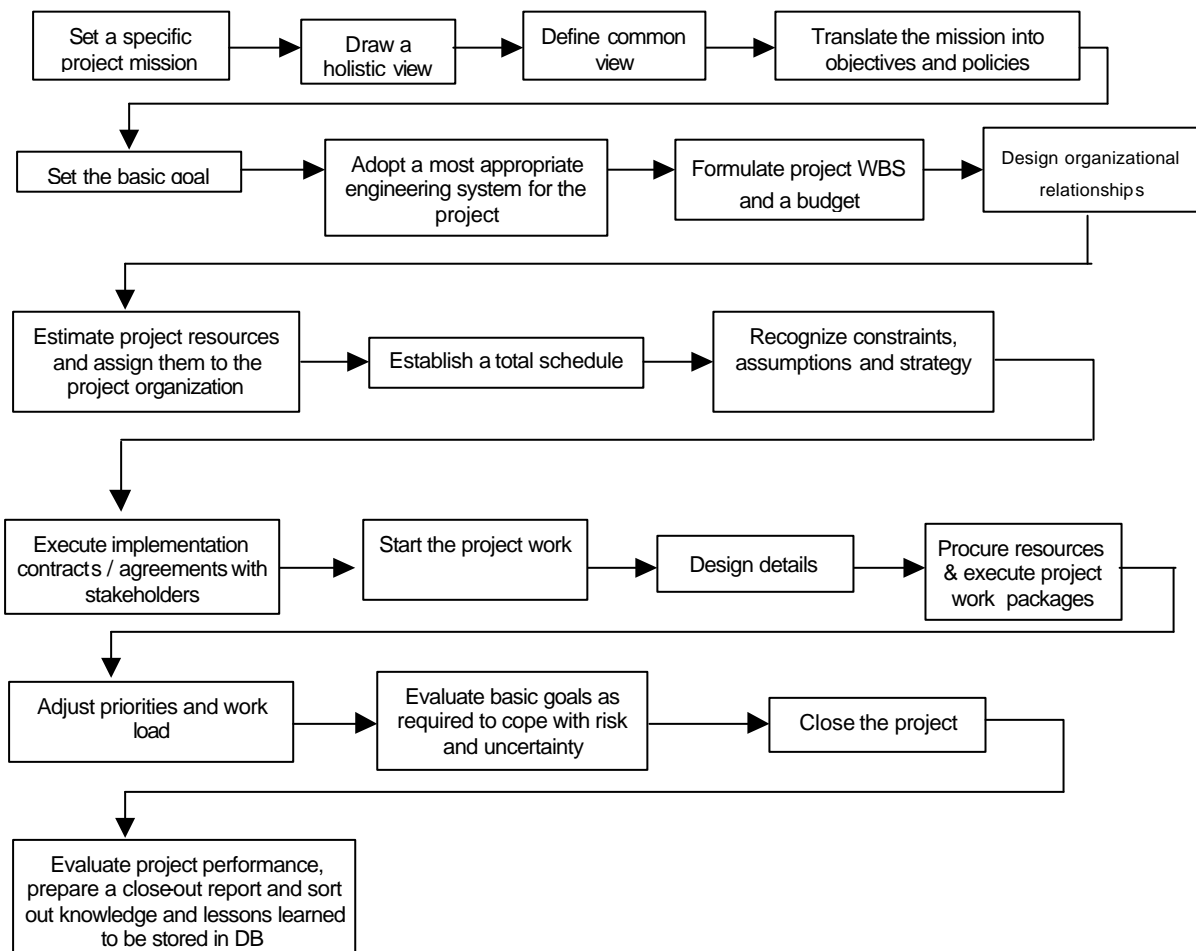 Set a specific
project mission
Draw a
holistic view
Define common
view
Translate the mission into
objectives and policies
Set the basic goal
Adopt a most appropriate
engineering system for the
project
Formulate project WBS
and a budget
Design organizational
relationships
Estimate project resources
and assign them to the
project organization
Establish a total schedule
Recognize constraints,
assumptions and strategy
Execute implementation
contracts / agreements with
stakeholders
Start the project work
Design details
Procure resources
& execute project
work packages
Adjust priorities and work
load
Evaluate basic goals as
required to cope with risk
and uncertainty
Close the project
Evaluate project performance,
prepare a close-out report and sort
out knowledge and lessons learned
to be stored in DB